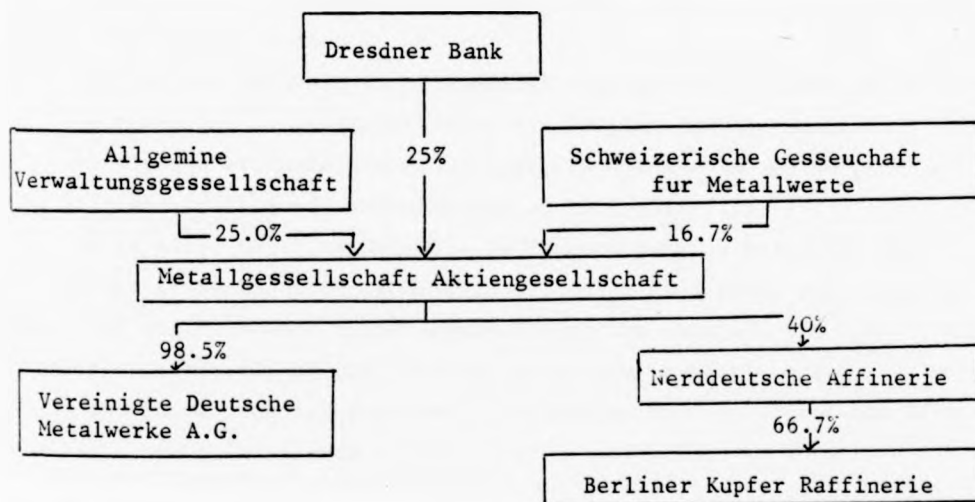 Dresdner Bank
Allgemine
Verwaltungsgessellschaft
25%
Schweizerische Gesseuchaft
fur Metallwerte
25.0%
16.7%
Metallgessellschaft Aktiengesellschaft
98.5%
40%
Vereinigte Deutsche
Metalwerke A.G.
Nerddeutsche Affinerie
66.7%
Berliner Kupfer Raffinerie